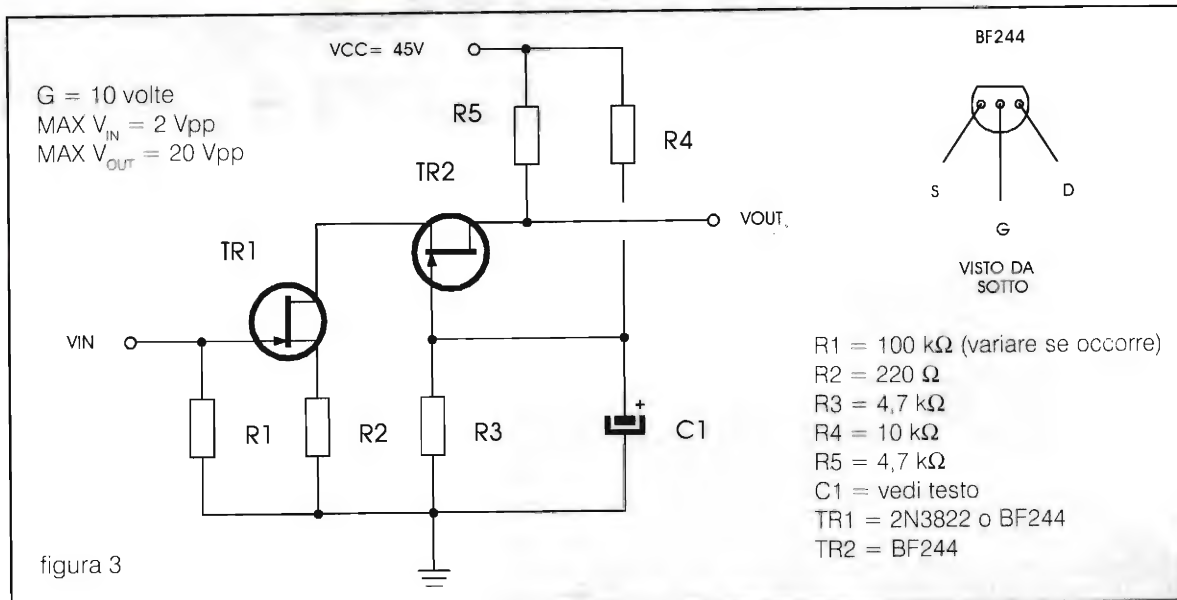 VCC= 45V
BF244
G = 10 volte
MAX VIN = 2 Vpp
MAX VOUT = 20 Vpp
R5
R4
TR2
S
D
VOUT
G
TR1
VISTO DA
SOTTO
VIN
R1 = 100 kΩ (variare se occorre)
R2 = 220 Ω
R3 = 4,7 kΩ
R4 = 10 kΩ
R5 = 4,7 kΩ
C1 = vedi testo
TR1 = 2N3822 o BF244
TR2 = BF244
+
R1
R2
R3
C1
figura 3